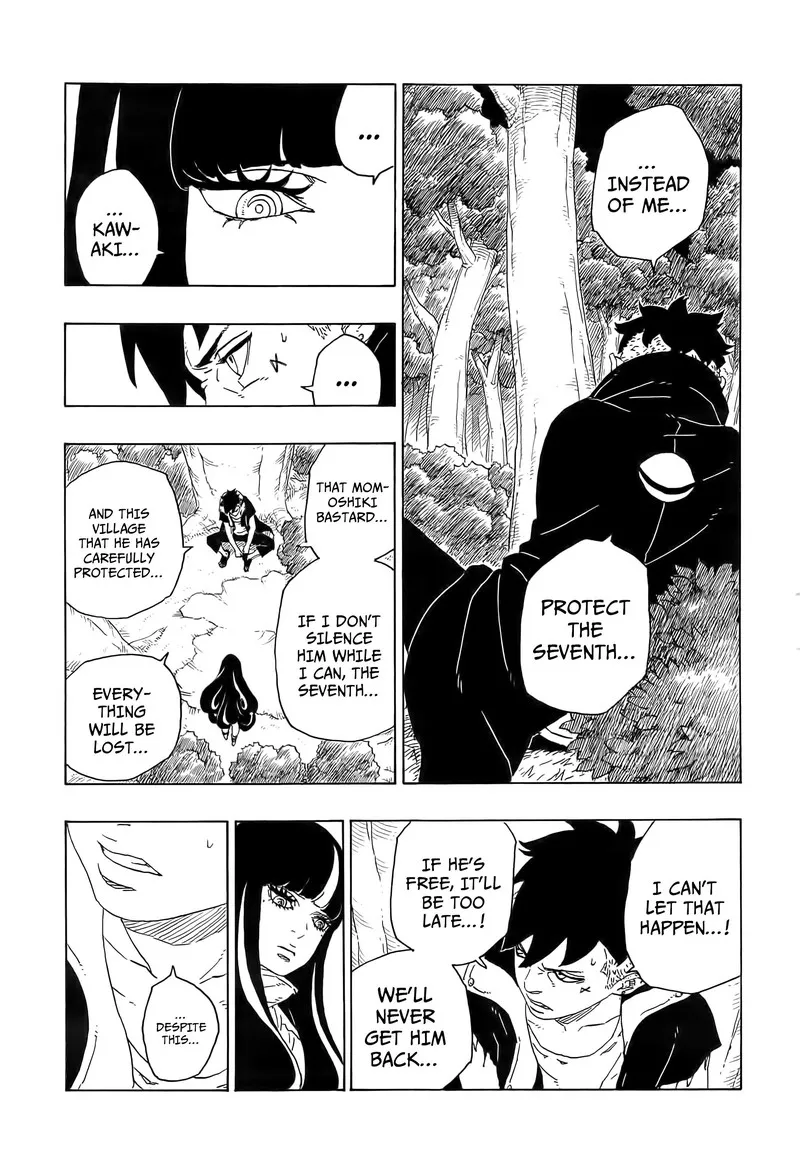 ...
INSTEAD
OF ME...
PROTECT
THE
SEVENTH...
...
...
KAW-
AKI...
...
THAT MOM-
OSHIKI
BASTARD...
IF I DON'T
SILENCE
HIM WHILE
I CAN, THE
SEVENTH...
AND THIS
VILLAGE
THAT HE HAS
CAREFULLY
PROTECTED...
EVERY-
THING
WILL BE
LOST...
I CAN'T
LET THAT
HAPPEN...!
IF HE'S
FREE, IT'LL
BE TOO
LATE...!
WE'LL
NEVER
GET HIM
BACK...
...
DESPITE
THIS...